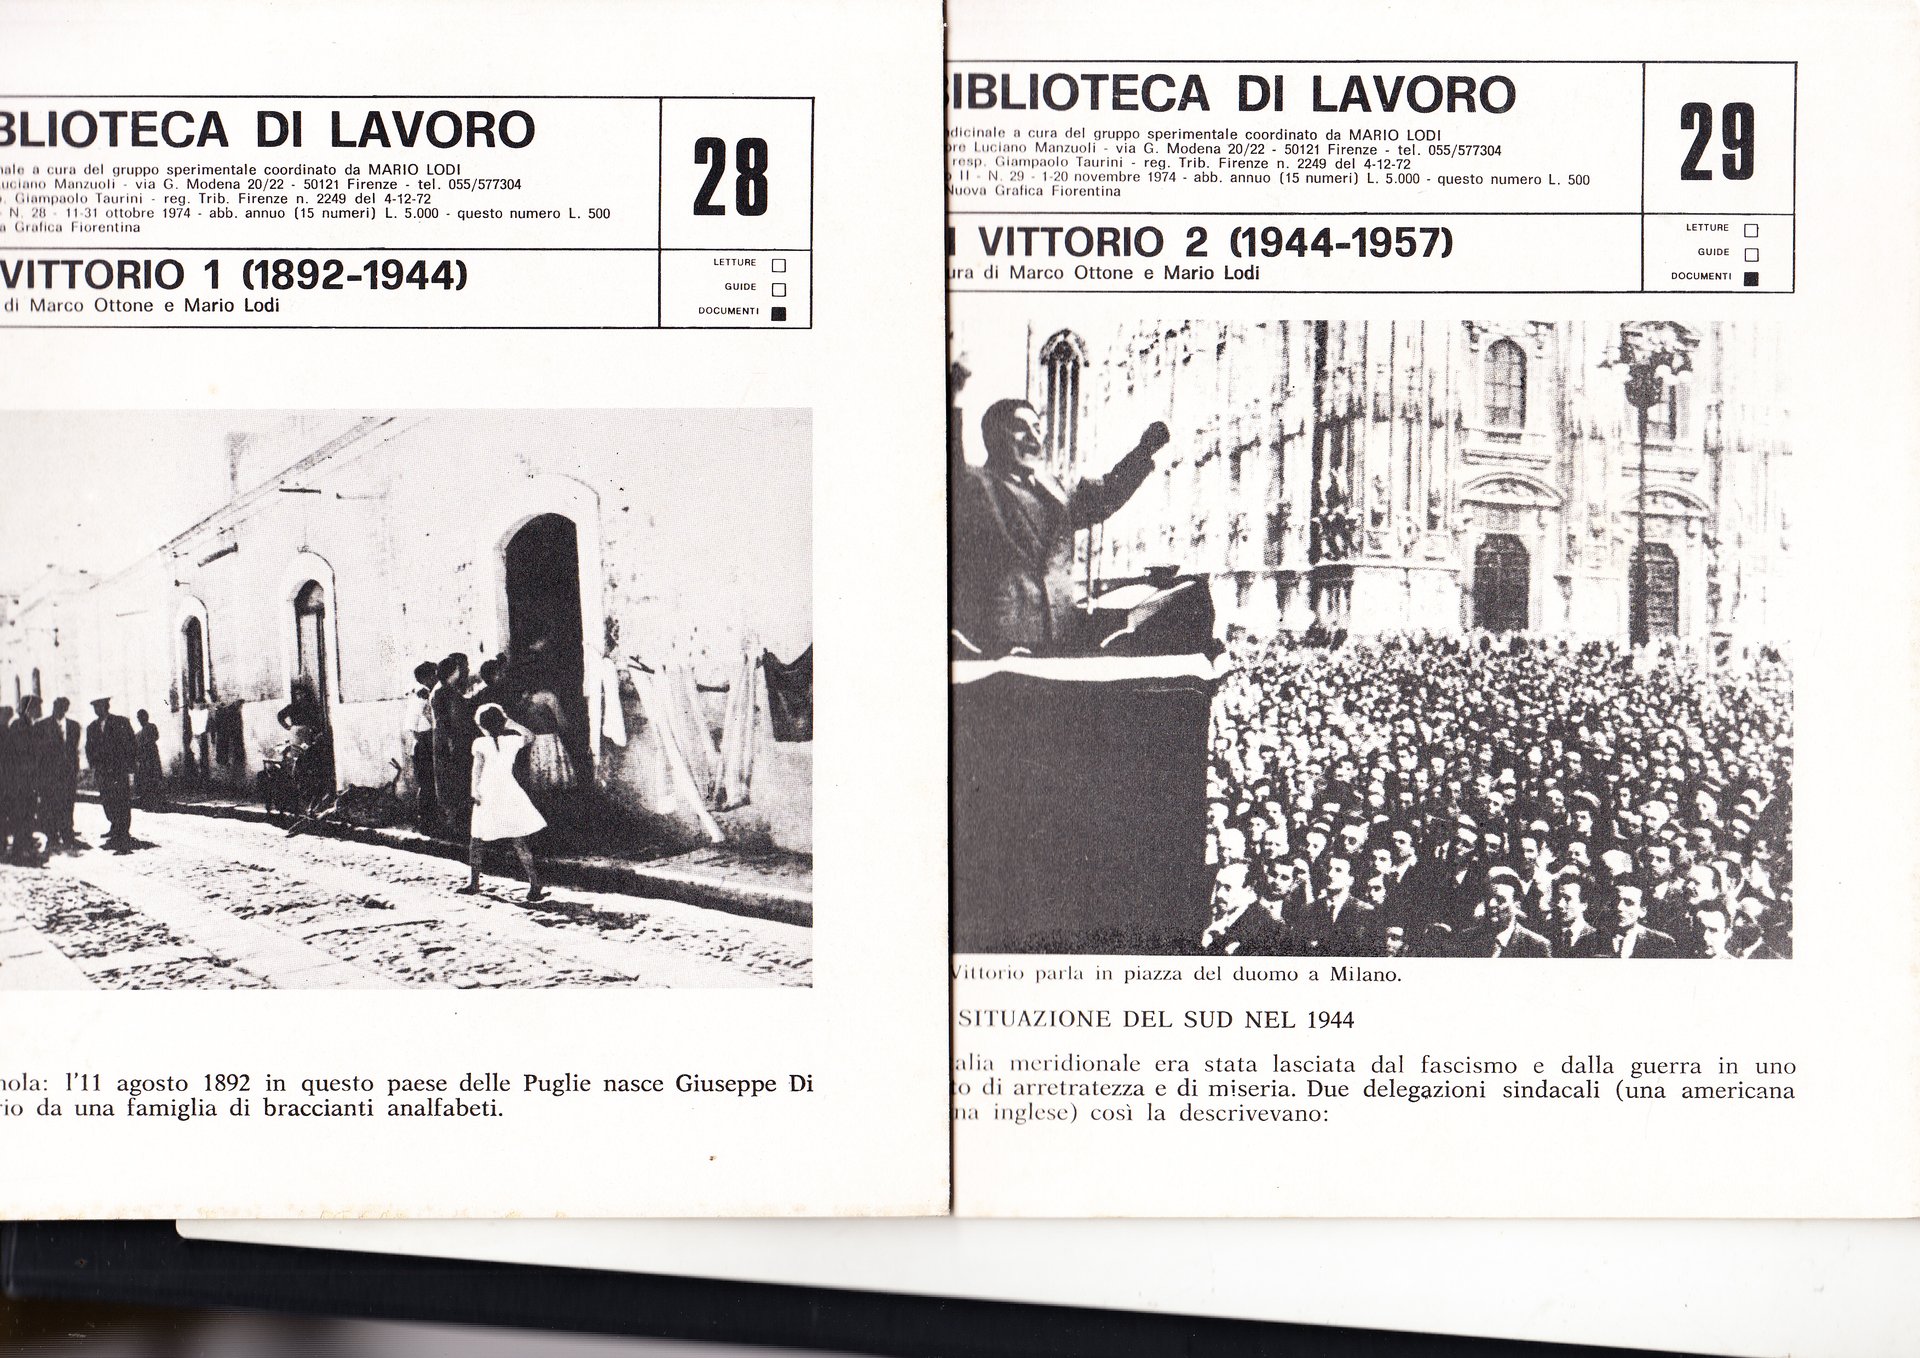 BLIOTECA DI LAVORO
nale a cura del gruppo sperimentale coordinato da MARIO LODI
uciano Manzuoli - via G. Modena 20/22 - 50121 Firenze - tel. 055/577304
. Giampaolo Taurini - reg. Trib. Firenze n. 2249 del 4-12-72
- N. 28 - 11-31 ottobre 1974 - abb. annuo (15 numeri) L. 5.000 - questo numero L. 500
a Grafica Fiorentina
28
VITTORIO 1 (1892-1944)
di Marco Ottone e Mario Lodi
LETTURE
GUIDE
DOCUMENTI
nola: l'11 agosto 1892 in questo paese delle Puglie nasce Giuseppe Di
rio da una famiglia di braccianti analfabeti.
BIBLIOTECA DI LAVORO
dicinale a cura del gruppo sperimentale coordinato da MARIO LODI
re Luciano Manzuoli - via G. Modena 20/22 - 50121 Firenze - tel. 055/577304
resp. Giampaolo Taurini - reg. Trib. Firenze n. 2249 del 4-12-72
II - N. 29 - 1-20 novembre 1974 - abb. annuo (15 numeri) L. 5.000 - questo numero L. 500
Nuova Grafica Fiorentina
29
I VITTORIO 2 (1944-1957)
ura di Marco Ottone e Mario Lodi
LETTURE
GUIDE
DOCUMENTI
Vittorio parla in piazza del duomo a Milano.
SITUAZIONE DEL SUD NEL 1944
alia meridionale era stata lasciata dal fascismo e dalla guerra in uno
to di arretratezza e di miseria. Due delegazioni sindacali (una americana
na inglese) così la descrivevano: